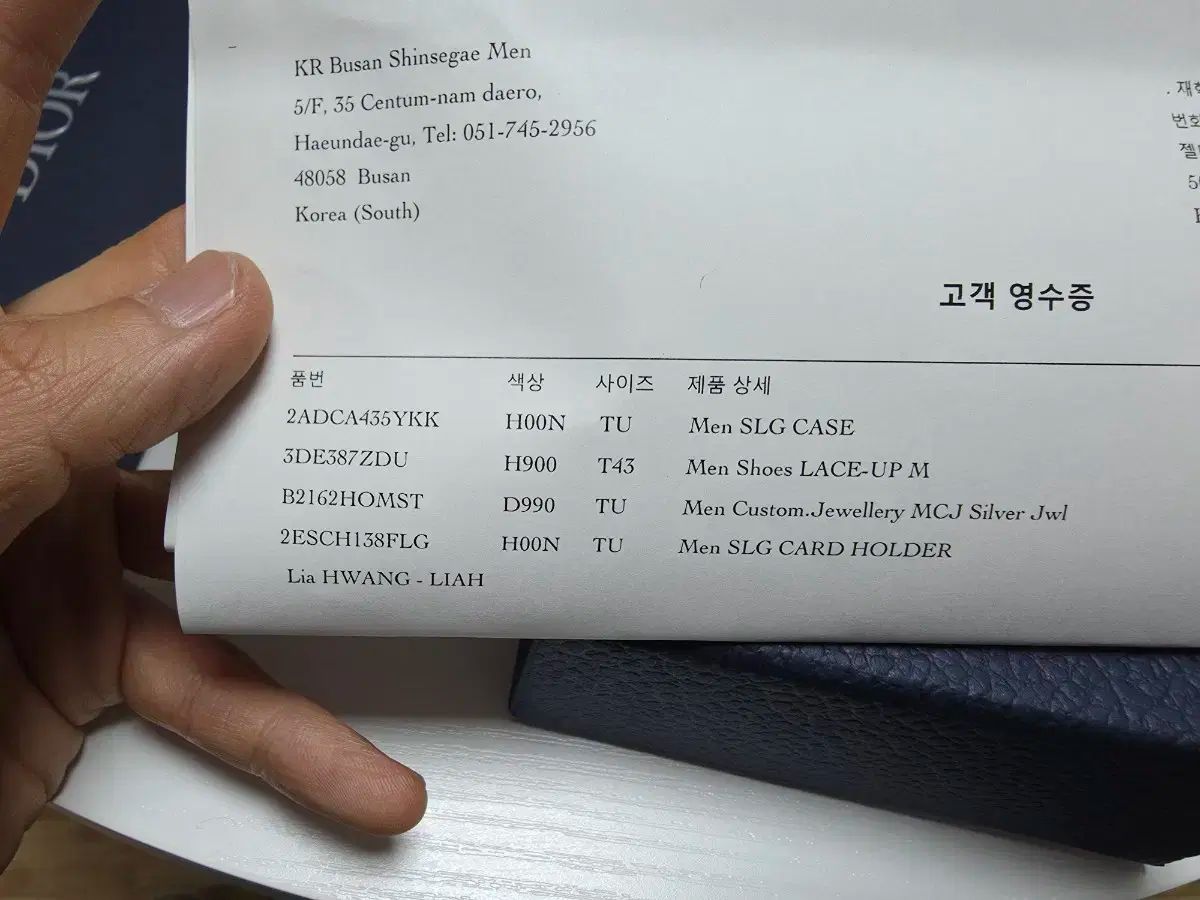 DIOR
KR Busan Shinsegae Men
5/F, 35 Centum-nam daero,
Haeundae-gu, Tel: 051-745-2956
48058 Busan
Korea (South)
고객 영수증
품번 색상 사이즈 제품 상세
2ADCA435YKK H00N TU Men SLG CASE
3DE387ZDU H900 T43 Men Shoes LACE-UP M
B2162HOMST D990 TU Men Custom.Jewellery MCJ Silver Jwl
2ESCH138FLG H00N TU Men SLG CARD HOLDER
Lia HWANG - LIAH